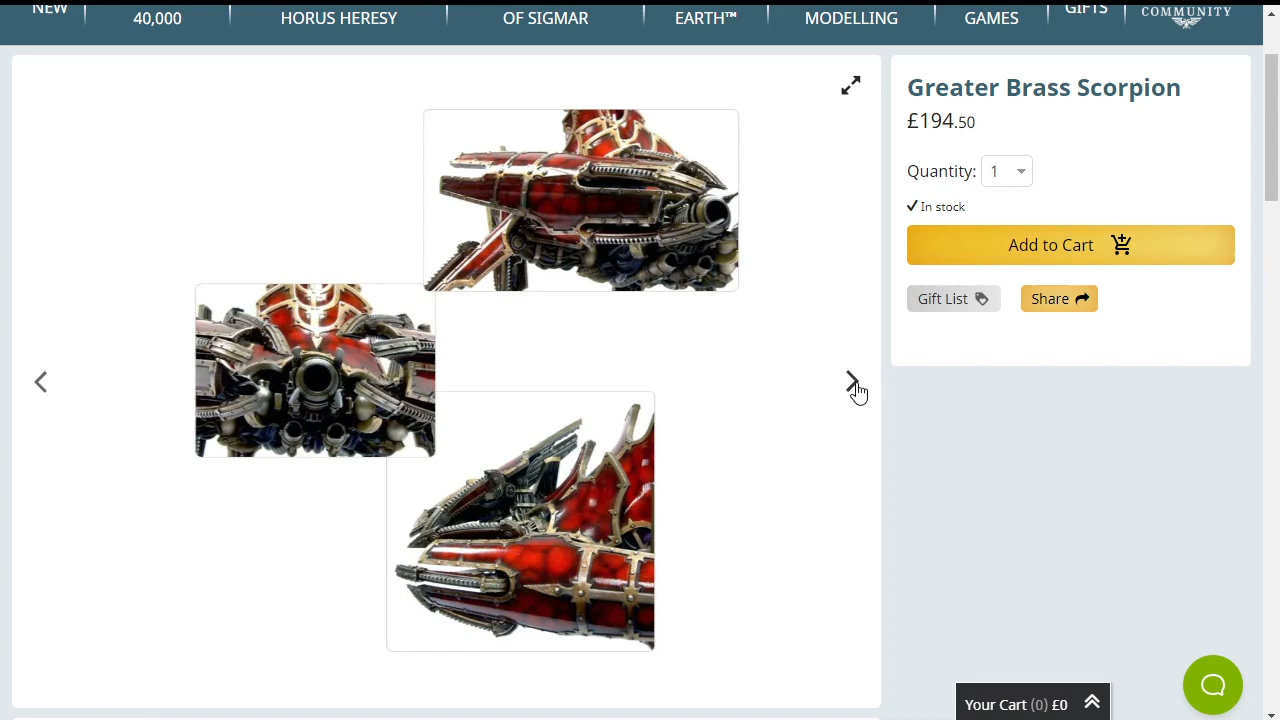 NEW
40,000
HORUS HERESY
OF SIGMAR
EARTH™
MODELLING
GAMES
GIFTS
COMMUNITY
Greater Brass Scorpion
£194.50
Quantity: 1
In stock
Add to Cart
Gift List
Share
Your Cart (0) £0